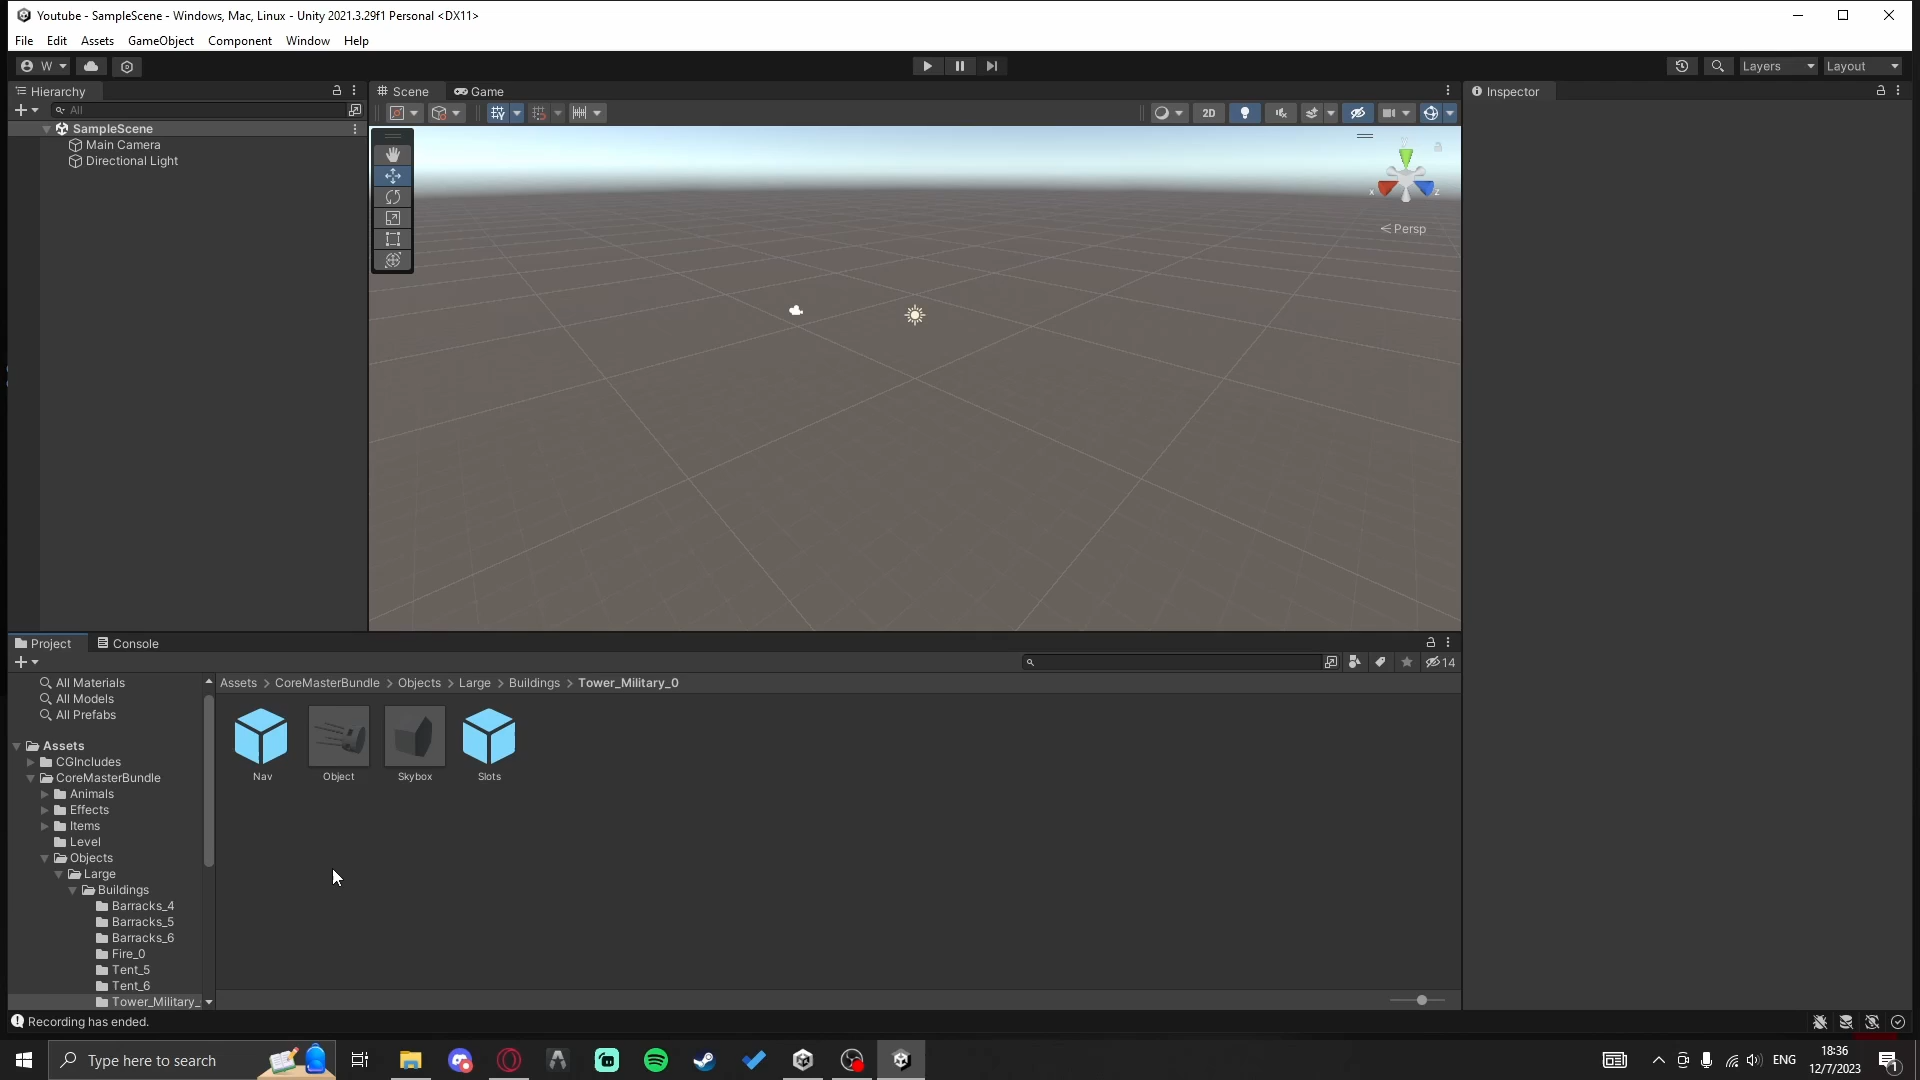 Youtube - SampleScene - Windows, Mac, Linux - Unity 2021.3.29f1 Personal <DX11>
File Edit Assets GameObject Component Window Help
W Layers Layout
Hierarchy
All
SampleScene
Main Camera
Directional Light
Scene Game
2D
y
x z
Persp
Inspector
Project Console
14
All Materials
All Models
All Prefabs
Assets
CGIncludes
CoreMasterBundle
Animals
Effects
Items
Level
Objects
Large
Buildings
Barracks_4
Barracks_5
Barracks_6
Fire_0
Tent_5
Tent_6
Tower_Military_
Assets > CoreMasterBundle > Objects > Large > Buildings > Tower_Military_0
Nav Object Skybox Slots
Recording has ended.
Type here to search
ENG
18:36
12/7/2023
1